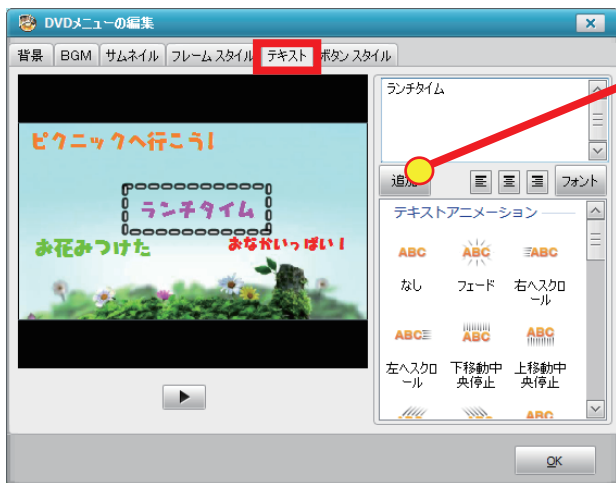 DVDメニューの編集
背景 BGM サムネイル フレーム スタイル テキスト ボタン スタイル
ランチタイム
ピクニックへ行こう!
ランチタイム
お花みつけた
おなかいっぱい!
追加
フォント
テキストアニメーション
ABC ABC ABC
なし フェード 右へスクロ
ール
ABC ABC ABC
左へスクロ 下移動中 上移動中
ール 央停止 央停止
ABC
OK